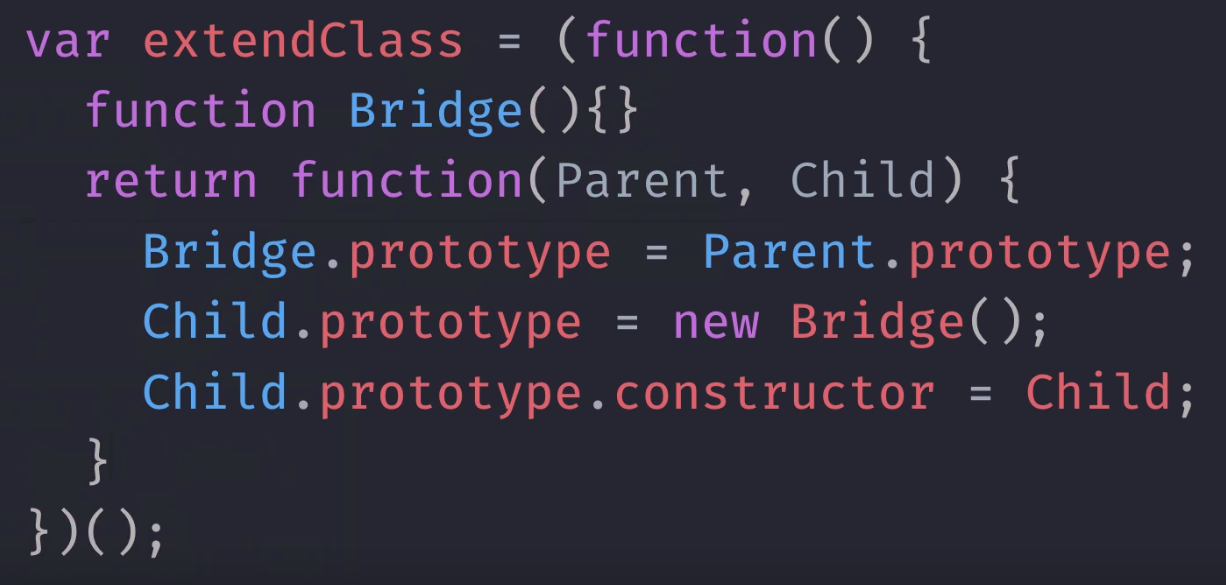 var extendClass = (function() {
  function Bridge(){}
  return function(Parent, Child) {
    Bridge.prototype = Parent.prototype;
    Child.prototype = new Bridge();
    Child.prototype.constructor = Child;
  }
})();